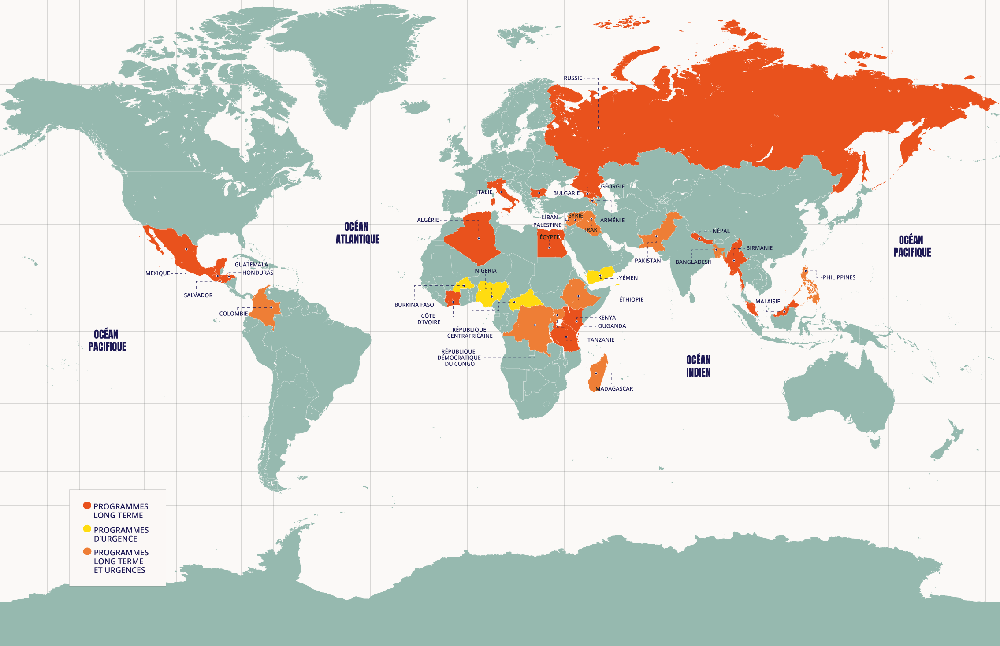 RUSSIE
GÉORGIE
ITALIE
BULGARIE
ARMÉNIE
ALGÉRIE
LIBAN
SYRIE
PALESTINE
IRAK
ÉGYPTE
OCÉAN
ATLANTIQUE
NÉPAL
OCÉAN
PACIFIQUE
BIRMANIE
PAKISTAN
BANGLADESH
GUATEMALA
HONDURAS
MEXIQUE
SALVADOR
COLOMBIE
NIGERIA
YÉMEN
PHILIPPINES
BURKINA FASO
ÉTHIOPIE
MALAISIE
CÔTE
D'IVOIRE
KENYA
OUGANDA
RÉPUBLIQUE
CENTRAFRICAINE
TANZANIE
OCÉAN
PACIFIQUE
RÉPUBLIQUE
DÉMOCRATIQUE
DU CONGO
OCÉAN
INDIEN
MADAGASCAR
PROGRAMMES
LONG TERME
PROGRAMMES
D’URGENCE
PROGRAMMES
LONG TERME
ET URGENCES